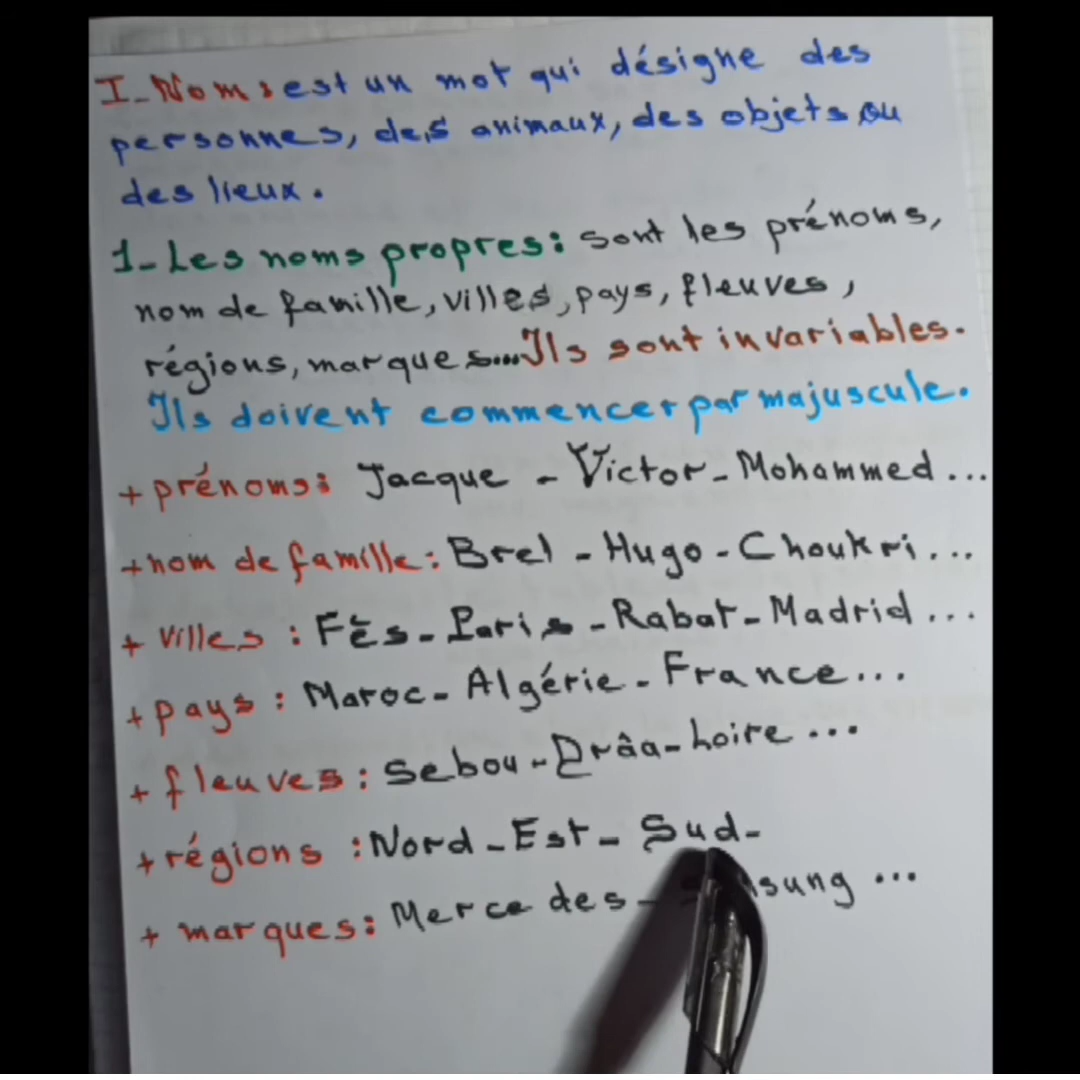 I-Nom : est un mot qui désigne des
personnes, des animaux, des objets ou
des lieux.
1-Les noms propres: sont les prénoms,
nom de famille, villes, pays, fleuves,
régions, marques...Ils sont invariables.
Ils doivent commencer par majuscule.
+ prénoms: Jacque - Victor-Mohammed ...
+nom de famille: Brel - Hugo - Choukri...
+ villes : Fès-Paris-Rabat-Madrid ...
+ pays : Maroc- Algérie-France...
+ fleuves : Sebou-Drâa-Loire ...
+régions : Nord-Est- Sud-
+ marques: Mercedes- sung ...